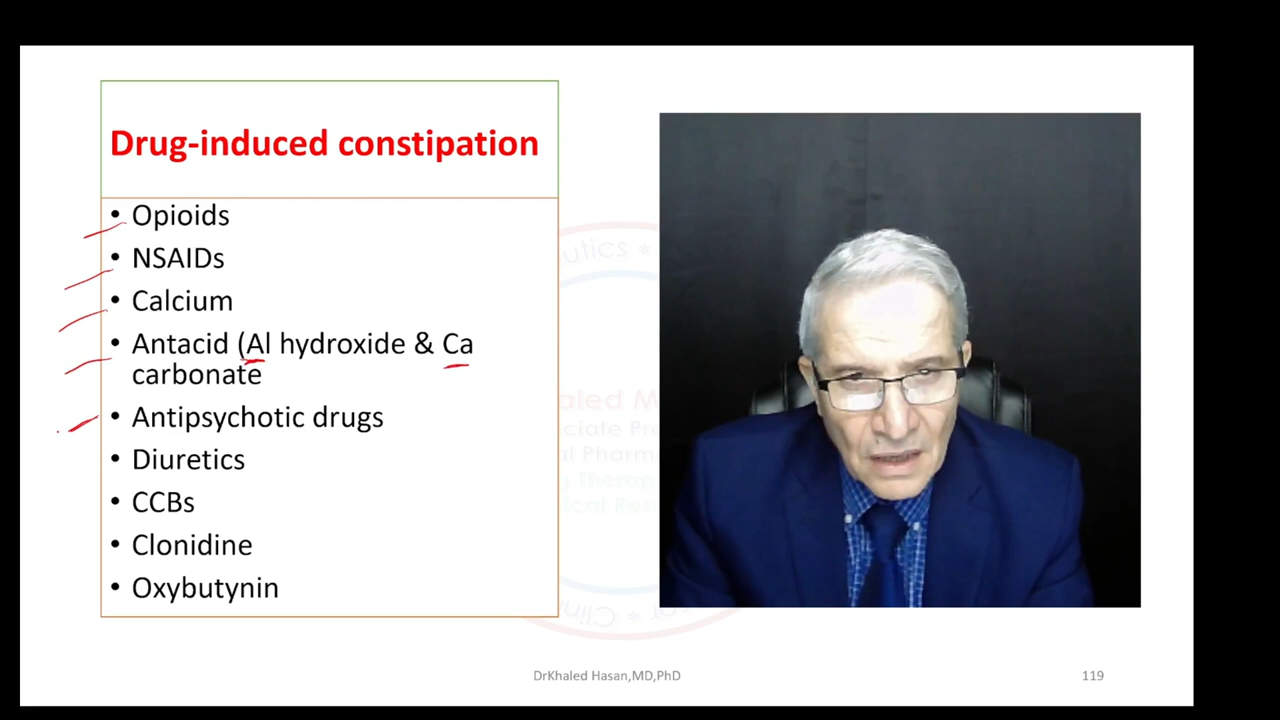 Drug-induced constipation
• Opioids
• NSAIDs
• Calcium
• Antacid (Al hydroxide & Ca
carbonate
• Antipsychotic drugs
• Diuretics
• CCBs
• Clonidine
• Oxybutynin
DrKhaled Hasan,MD,PhD
119